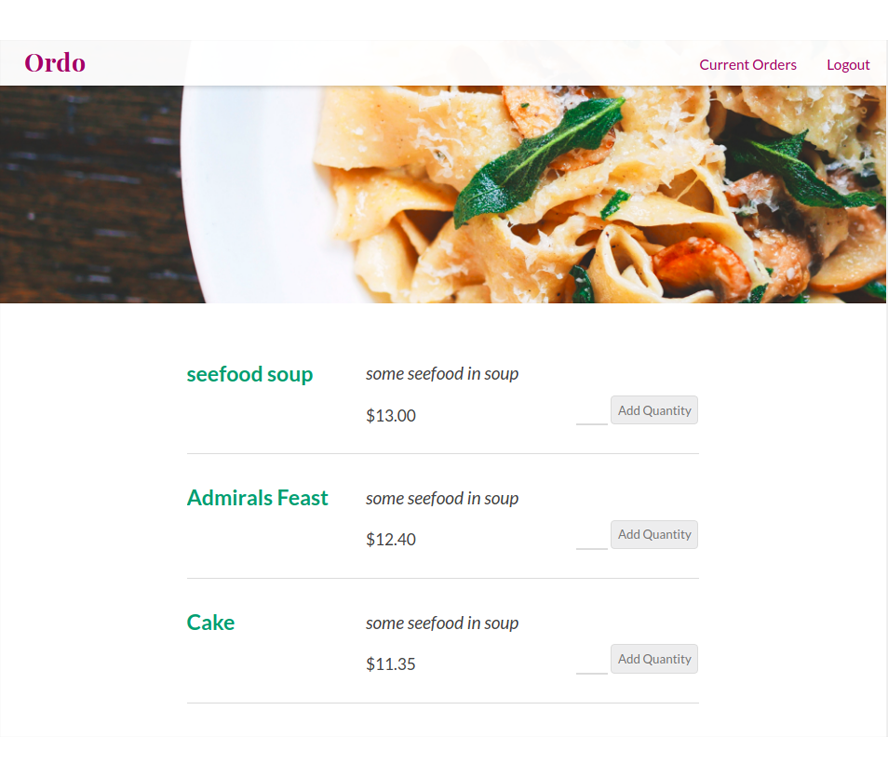 Ordo
Current Orders Logout
seefood soup some seefood in soup
$13.00 Add Quantity
Admirals Feast some seefood in soup
$12.40 Add Quantity
Cake some seefood in soup
$11.35 Add Quantity